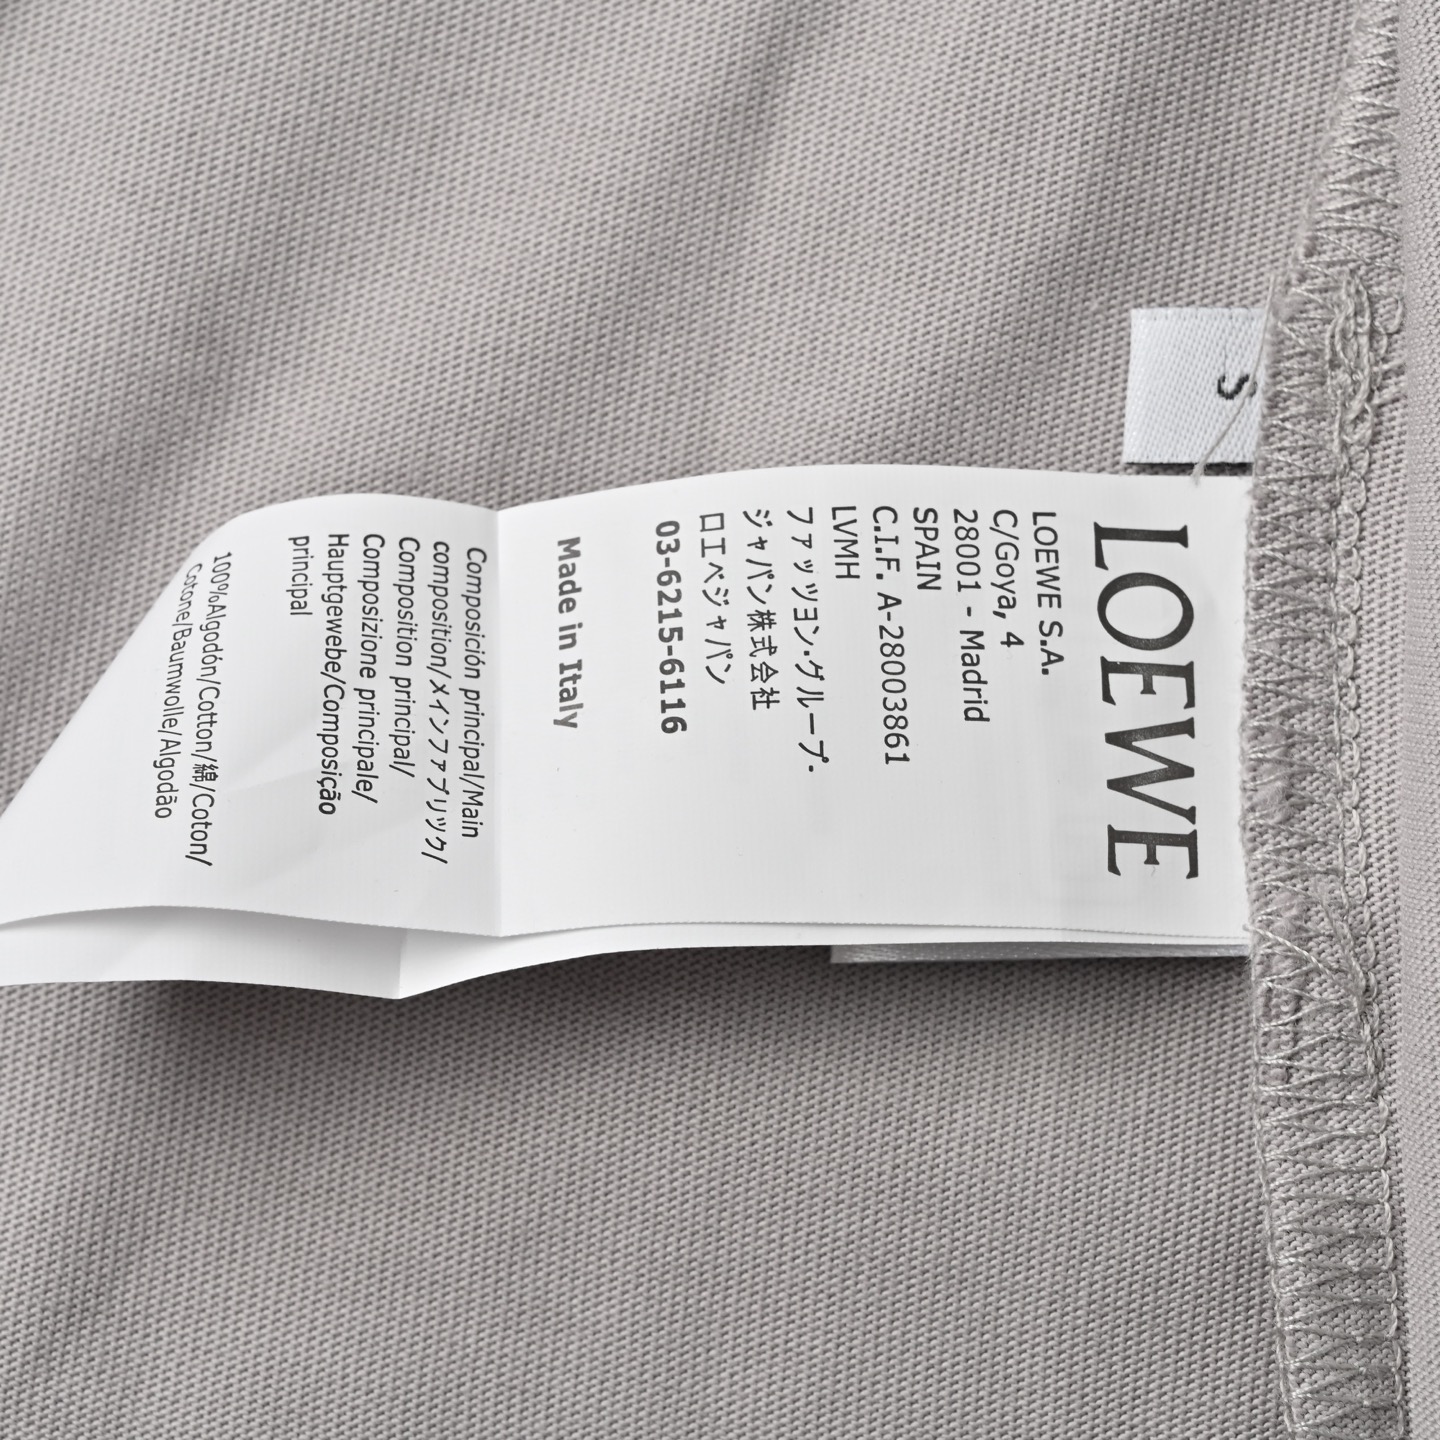 S
LOEWE
LOEWE S.A.
C/Goya, 4
28001 - Madrid
SPAIN
C.I.F. A-28003861
LVMH
ファッツヨン・グループ・
ジャパン株式会社
ロエベジャパン
03-6215-6116
Made in Italy
Composición principal/Main
composition/メインファブリック/
Composition principal/
Composizione principale/
Hauptgewebe/Composição
principal
100%Algodón/Cotton/綿/Coton/
Cotone/Baumwolle/Algodão